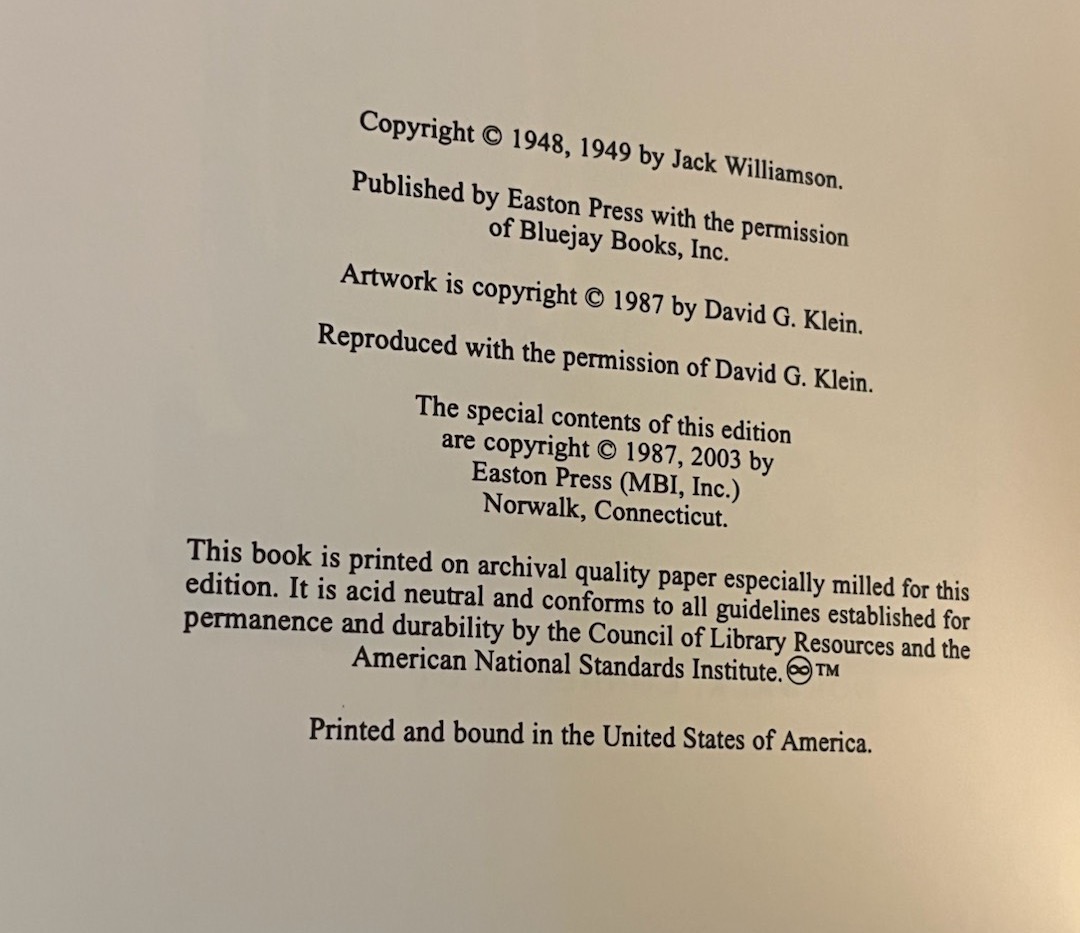 Copyright © 1948, 1949 by Jack Williamson.
Published by Easton Press with the permission
of Bluejay Books, Inc.
Artwork is copyright © 1987 by David G. Klein.
Reproduced with the permission of David G. Klein.
The special contents of this edition
are copyright © 1987, 2003 by
Easton Press (MBI, Inc.)
Norwalk, Connecticut.
This book is printed on archival quality paper especially milled for this
edition. It is acid neutral and conforms to all guidelines established for
permanence and durability by the Council of Library Resources and the
American National Standards Institute.♾™
Printed and bound in the United States of America.